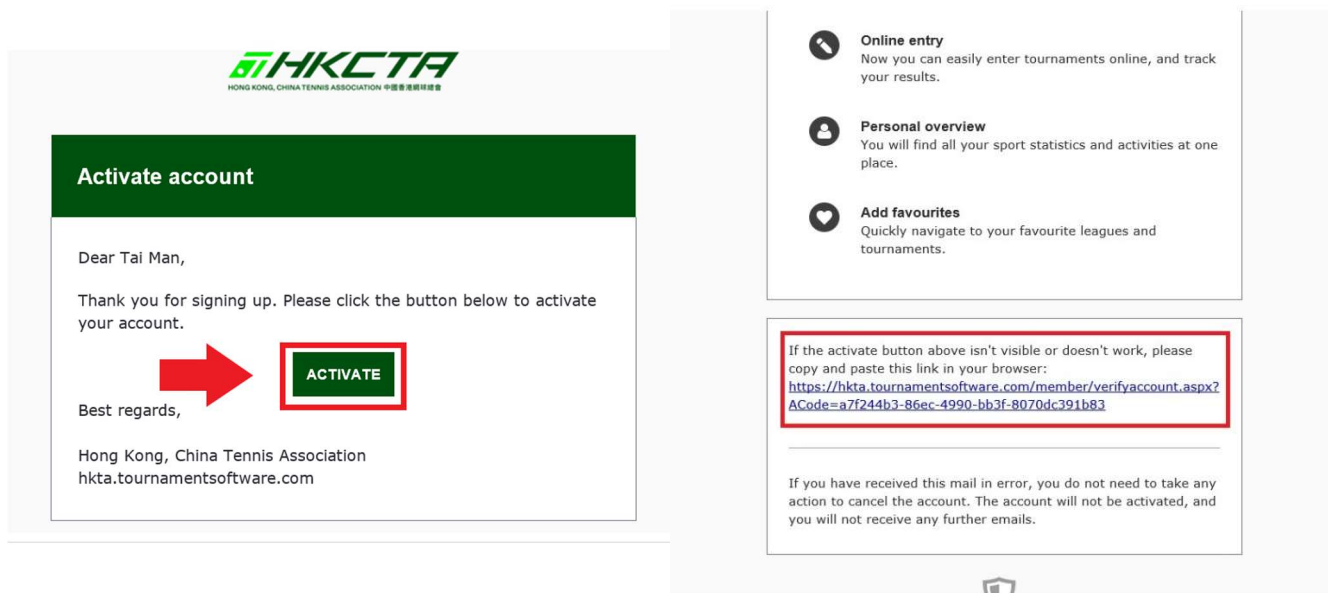 HKCTA
HONG KONG, CHINA TENNIS ASSOCIATION 中國香港網球總會
Activate account
Dear Tai Man,
Thank you for signing up. Please click the button below to activate
your account.
ACTIVATE
Best regards,
Hong Kong, China Tennis Association
hkta.tournamentsoftware.com
Online entry
Now you can easily enter tournaments online, and track
your results.
Personal overview
You will find all your sport statistics and activities at one
place.
Add favourites
Quickly navigate to your favourite leagues and
tournaments.
If the activate button above isn't visible or doesn't work, please
copy and paste this link in your browser:
https://hkta.tournamentsoftware.com/member/verifyaccount.aspx?
ACode=a7f244b3-86ec-4990-bb3f-8070dc391b83
If you have received this mail in error, you do not need to take any
action to cancel the account. The account will not be activated, and
you will not receive any further emails.